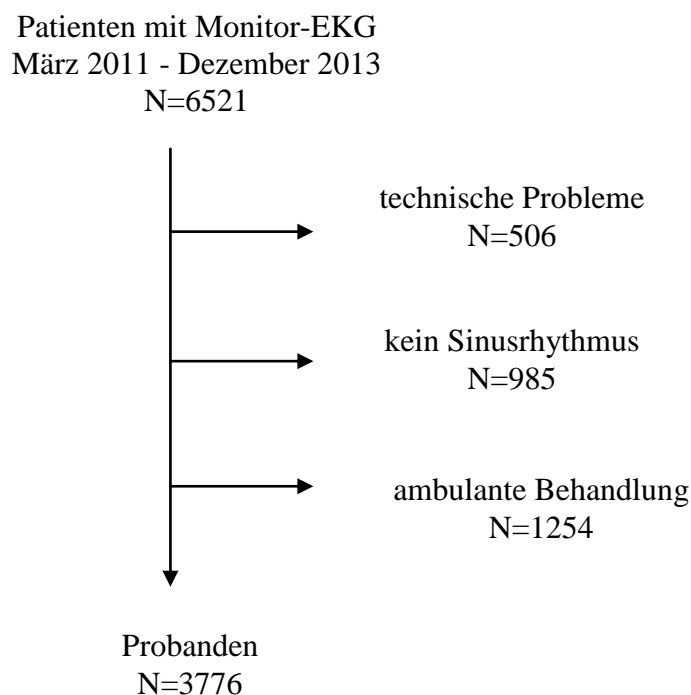 Patienten mit Monitor-EKG
März 2011 - Dezember 2013
N=6521
technische Probleme
N=506
kein Sinusrhythmus
N=985
ambulante Behandlung
N=1254
Probanden
N=3776